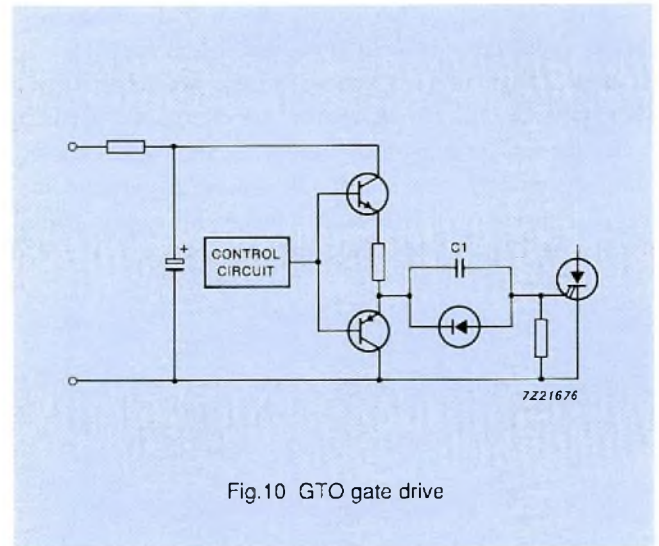 +
CONTROL
CIRCUIT
C1
7Z21676
Fig.10 GTO gate drive